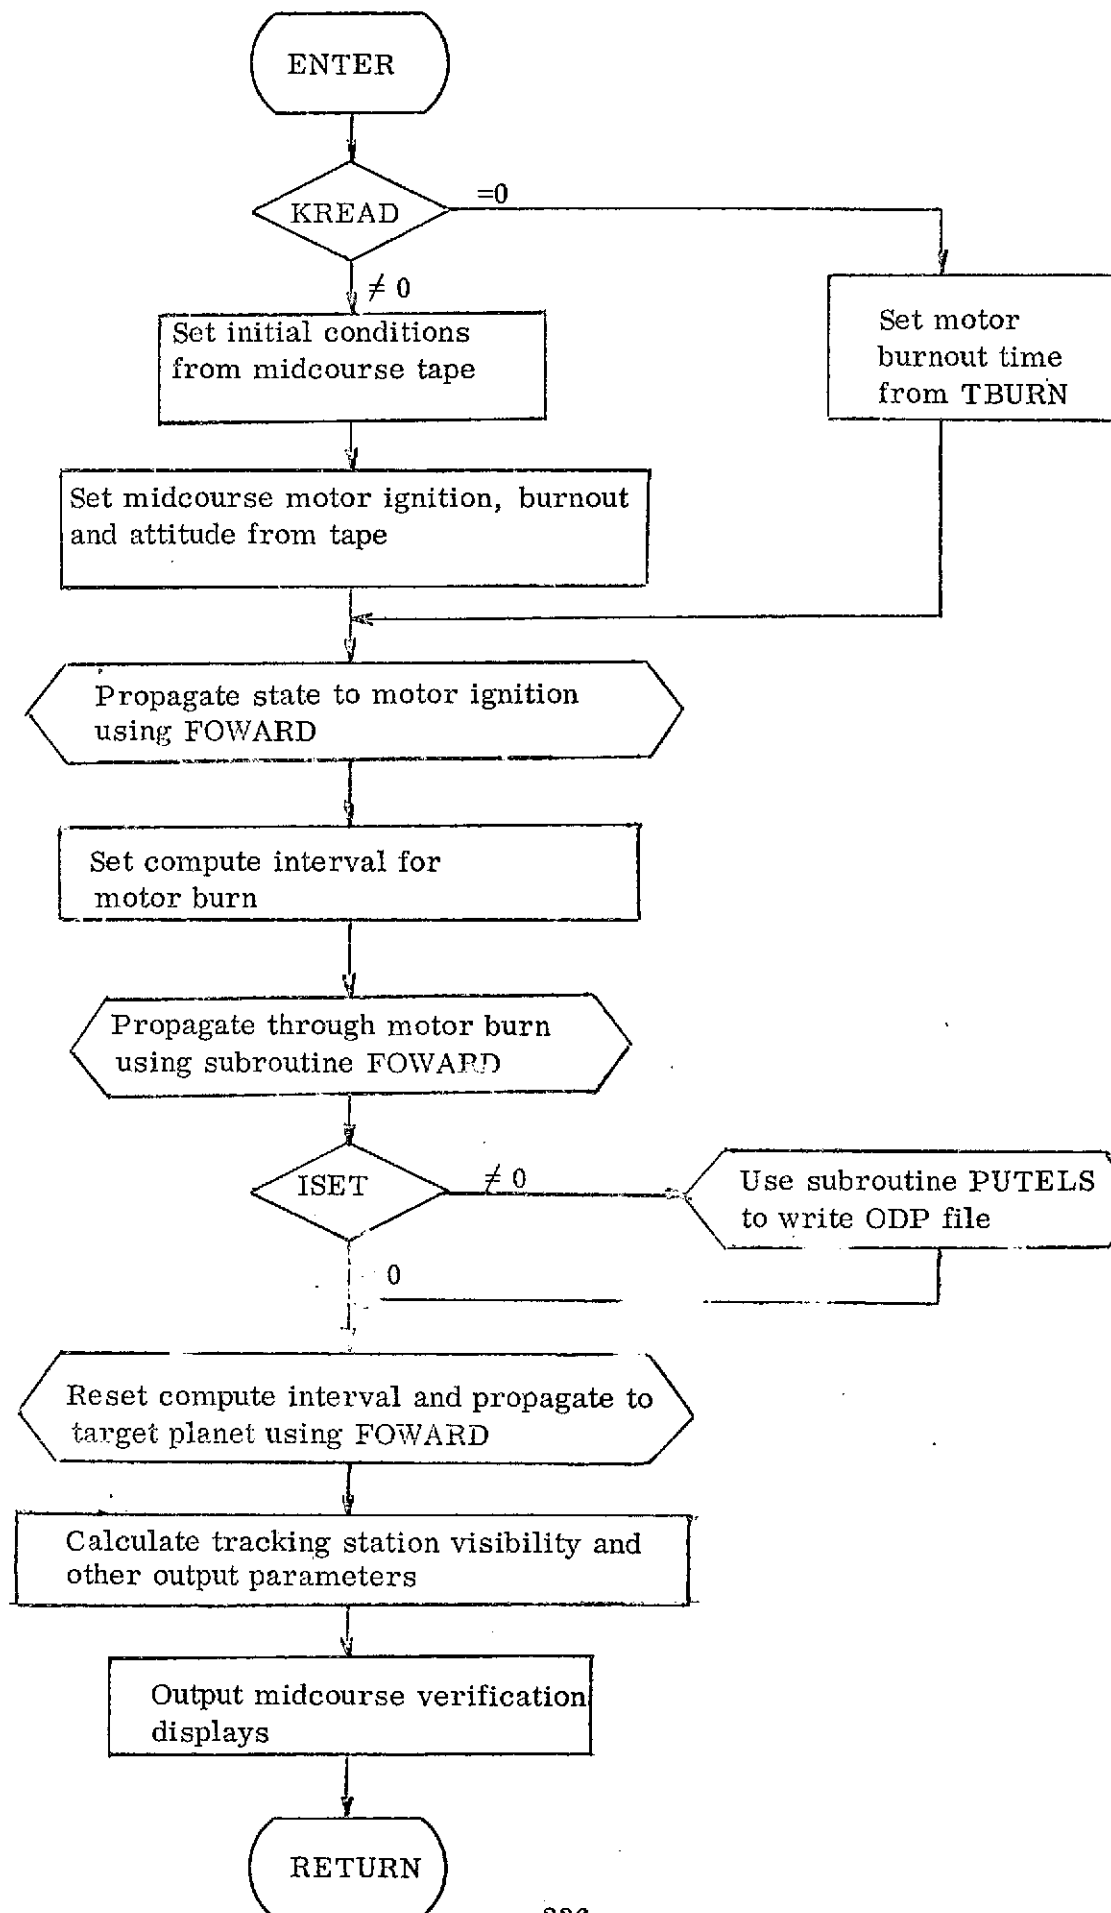 ENTER
KREAD
=0
≠ 0
Set initial conditions
from midcourse tape
Set motor
burnout time
from TBURN
Set midcourse motor ignition, burnout
and attitude from tape
Propagate state to motor ignition
using FOWARD
Set compute interval for
motor burn
Propagate through motor burn
using subroutine FOWARD
ISET
≠ 0
Use subroutine PUTELS
to write ODP file
0
Reset compute interval and propagate to
target planet using FOWARD
Calculate tracking station visibility and
other output parameters
Output midcourse verification
displays
RETURN